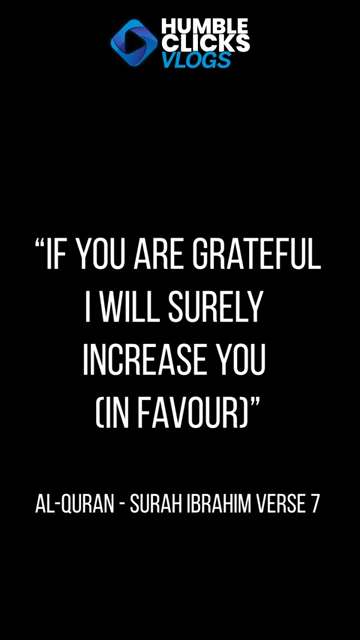 HUMBLE
CLICKS
VLOGS
“IF YOU ARE GRATEFUL
I WILL SURELY
INCREASE YOU
(IN FAVOUR)”
AL-QURAN - SURAH IBRAHIM VERSE 7